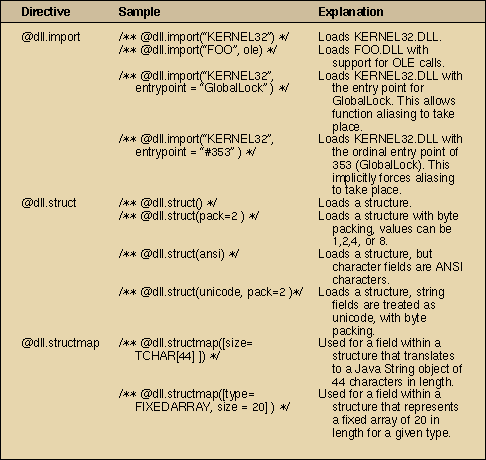 Directive Sample Explanation
@dll.import /** @dll.import(“KERNEL32”) */ Loads KERNEL32.DLL.
/** @dll.import(“FOO”, ole) */ Loads FOO.DLL with
support for OLE calls.
/** @dll.import(“KERNEL32”, Loads KERNEL32.DLL with
entrypoint = “GlobalLock” ) */ the entry point for
GlobalLock. This allows
function aliasing to take
place.
/** @dll.import(“KERNEL32”, Loads KERNEL32.DLL with
entrypoint = “#353” ) */ the ordinal entry point of
353 (GlobalLock). This
implicitly forces aliasing
to take place.
@dll.struct /** @dll.struct() */ Loads a structure.
/** @dll.struct(pack=2 ) */ Loads a structure with byte
packing, values can be
1,2,4, or 8.
/** @dll.struct(ansi) */ Loads a structure, but
character fields are ANSI
characters.
/** @dll.struct(unicode, pack=2 )*/ Loads a structure, string
fields are treated as
unicode, with byte
packing.
@dll.structmap /** @dll.structmap([size= Used for a field within a
TCHAR[44] ]) */ structure that translates
to a Java String object of
44 characters in length.
/** @dll.structmap([type= Used for a field within a
FIXEDARRAY, size = 20] ) */ structure that represents
a fixed array of 20 in
length for a given type.